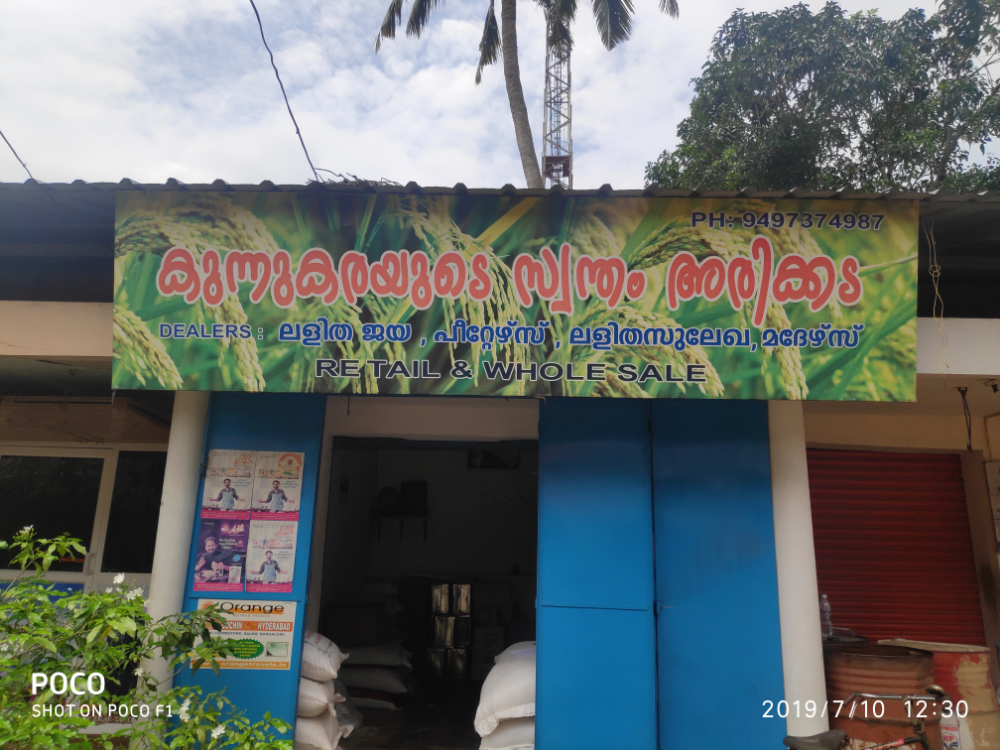 PH: 9497374987
കുന്നുകരയുടെ സ്വന്തം അരിക്കട
DEALERS : ലളിത ജയ , പീറ്റേഴ്സ് , ലളിതസുലേഖ, മദേഴ്സ്
RETAIL & WHOLE SALE
Orange
HYDERABAD
POCO
SHOT ON POCO F1
2019/7/10 12:30